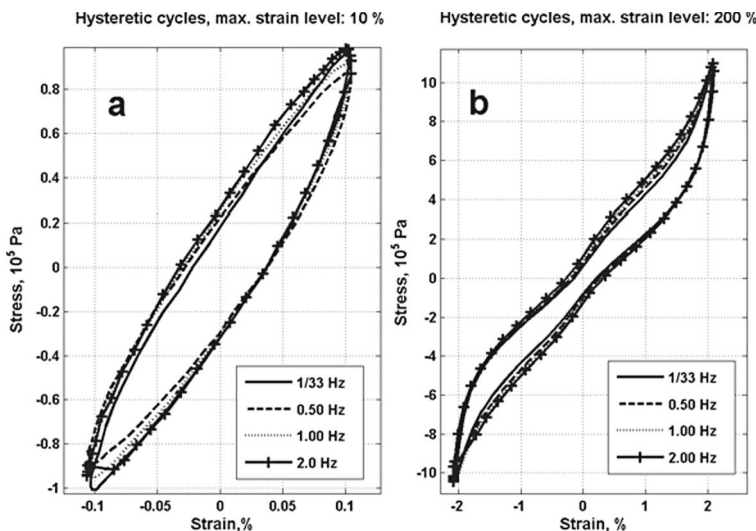 Hysteretic cycles, max. strain level: 10 %
a
0.8
0.6
0.4
0.2
0
-0.2
-0.4
-0.6
-0.8
-1
Stress, 10⁵ Pa
-0.1 -0.05 0 0.05 0.1
Strain,%
1/33 Hz
0.50 Hz
1.00 Hz
2.0 Hz
Hysteretic cycles, max. strain level: 200 %
b
10
8
6
4
2
0
-2
-4
-6
-8
-10
Stress, 10⁵ Pa
-2 -1 0 1 2
Strain,%
1/33 Hz
0.50 Hz
1.00 Hz
2.00 Hz